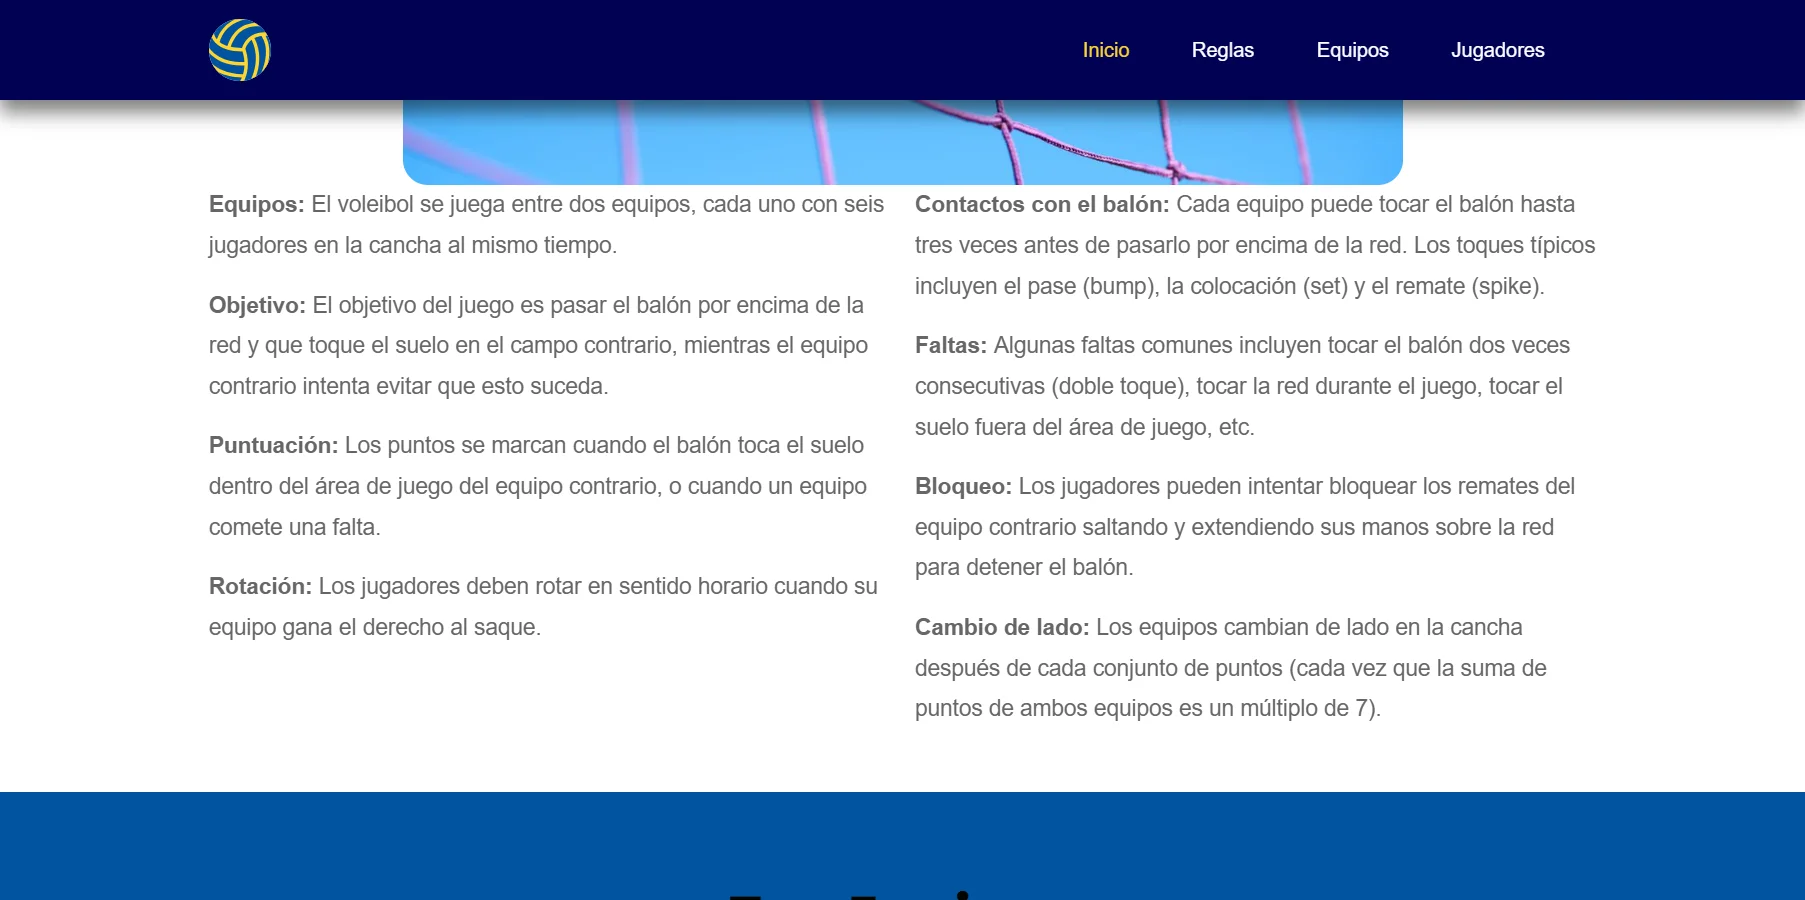 Inicio
Reglas
Equipos
Jugadores
Equipos: El voleibol se juega entre dos equipos, cada uno con seis
jugadores en la cancha al mismo tiempo.
Objetivo: El objetivo del juego es pasar el balón por encima de la
red y que toque el suelo en el campo contrario, mientras el equipo
contrario intenta evitar que esto suceda.
Puntuación: Los puntos se marcan cuando el balón toca el suelo
dentro del área de juego del equipo contrario, o cuando un equipo
comete una falta.
Rotación: Los jugadores deben rotar en sentido horario cuando su
equipo gana el derecho al saque.
Contactos con el balón: Cada equipo puede tocar el balón hasta
tres veces antes de pasarlo por encima de la red. Los toques típicos
incluyen el pase (bump), la colocación (set) y el remate (spike).
Faltas: Algunas faltas comunes incluyen tocar el balón dos veces
consecutivas (doble toque), tocar la red durante el juego, tocar el
suelo fuera del área de juego, etc.
Bloqueo: Los jugadores pueden intentar bloquear los remates del
equipo contrario saltando y extendiendo sus manos sobre la red
para detener el balón.
Cambio de lado: Los equipos cambian de lado en la cancha
después de cada conjunto de puntos (cada vez que la suma de
puntos de ambos equipos es un múltiplo de 7).